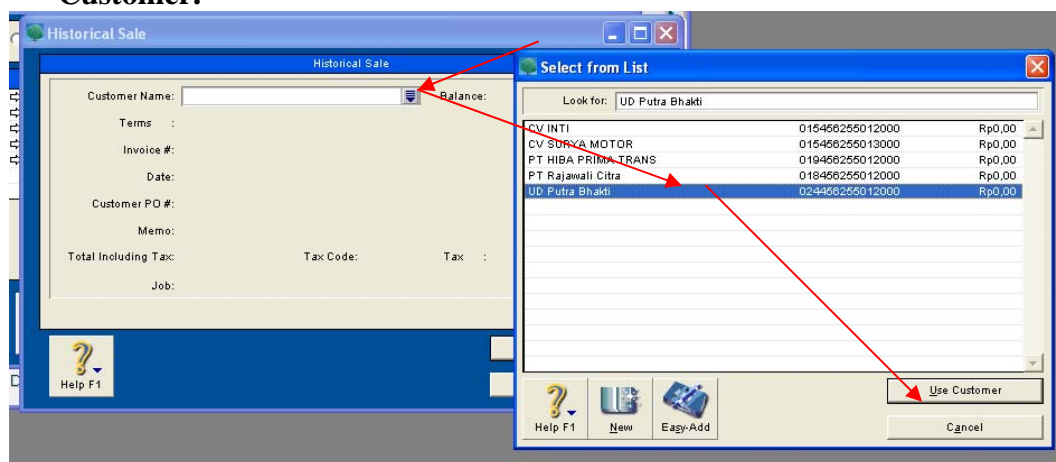 Customer.
Historical Sale
Historical Sale
Customer Name:
Balance:
Terms :
Invoice #:
Date:
Customer PO #:
Memo:
Total Including Tax:
Tax Code:
Tax :
Job:
Help F1
Select from List
Look for: UD Putra Bhakti
CV INTI 015456255012000 Rp0,00
CV SURYA MOTOR 015456255013000 Rp0,00
PT HIBA PRIMA TRANS 019456255012000 Rp0,00
PT Rajawali Citra 018456255012000 Rp0,00
UD Putra Bhakti 024456255012000 Rp0,00
Help F1
New
Easy-Add
Use Customer
Cancel